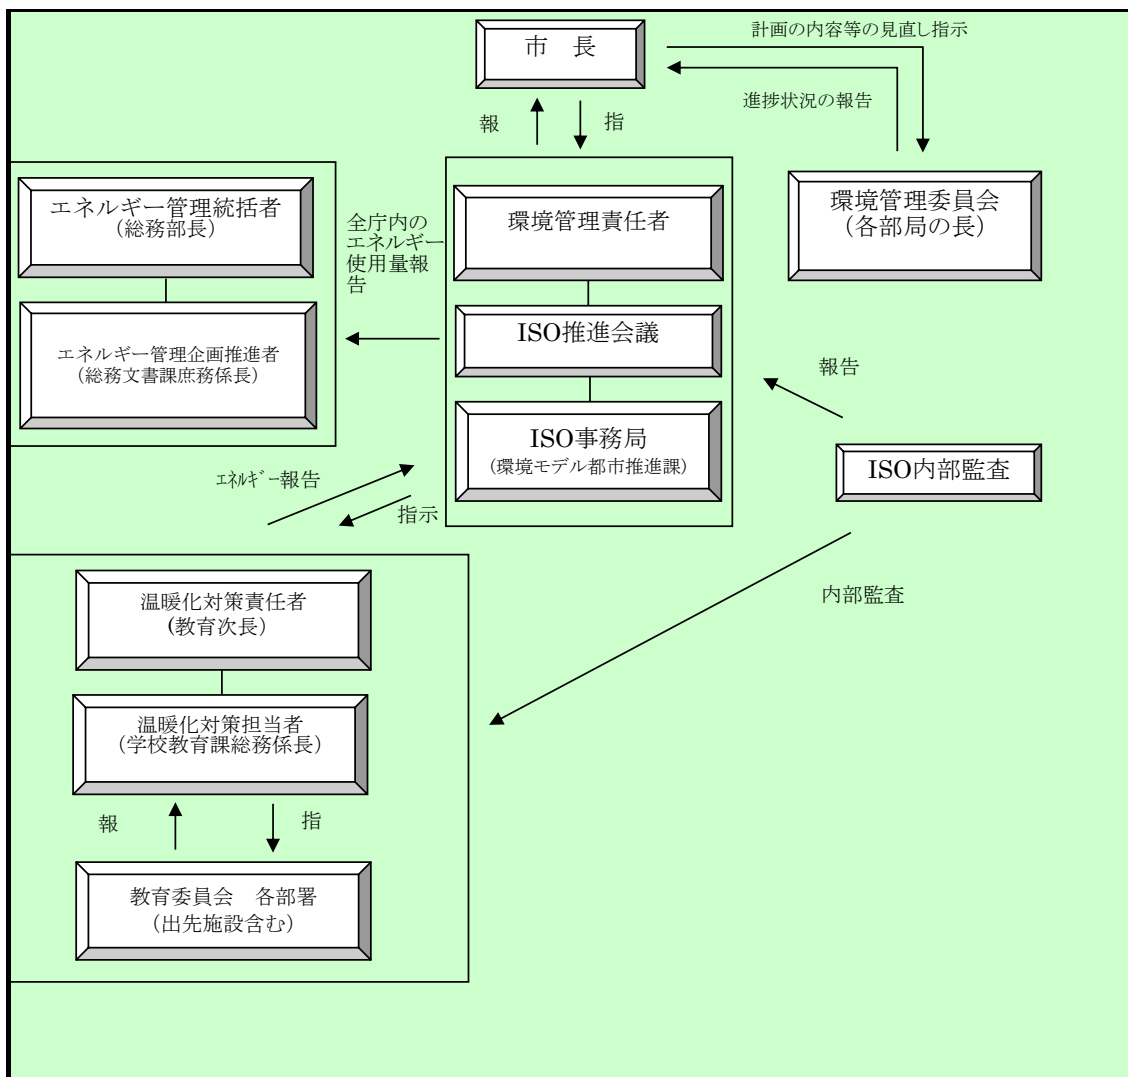 計画の内容等の見直し指示
市　長
進捗状況の報告
報
指
エネルギー管理統括者
(総務部長)
全庁内の
エネルギー
使用量報
告
環境管理責任者
環境管理委員会
(各部局の長)
ISO推進会議
エネルギー管理企画推進者
(総務文書課庶務係長)
報告
ISO事務局
(環境モデル都市推進課)
ISO内部監査
ｴﾈﾙｷﾞｰ報告
指示
温暖化対策責任者
(教育次長)
内部監査
温暖化対策担当者
(学校教育課総務係長)
報
指
教育委員会　各部署
(出先施設含む)